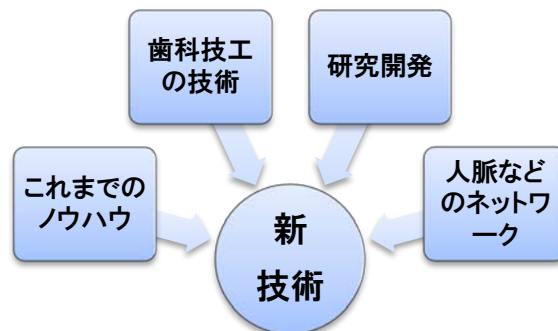 歯科技工
の技術
研究開発
これまでの
ノウハウ
人脈など
のネットワ
ーク
新
技術